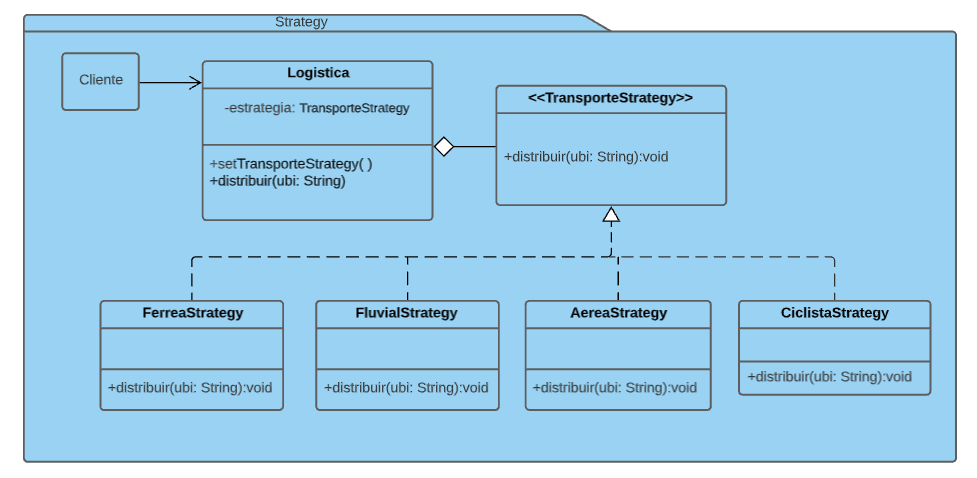 Strategy
Cliente
Logistica
-estrategia: TransporteStrategy
+setTransporteStrategy( )
+distribuir(ubi: String)
<<TransporteStrategy>>
+distribuir(ubi: String):void
FerreaStrategy
+distribuir(ubi: String):void
FluvialStrategy
+distribuir(ubi: String):void
AereaStrategy
+distribuir(ubi: String):void
CiclistaStrategy
+distribuir(ubi: String):void